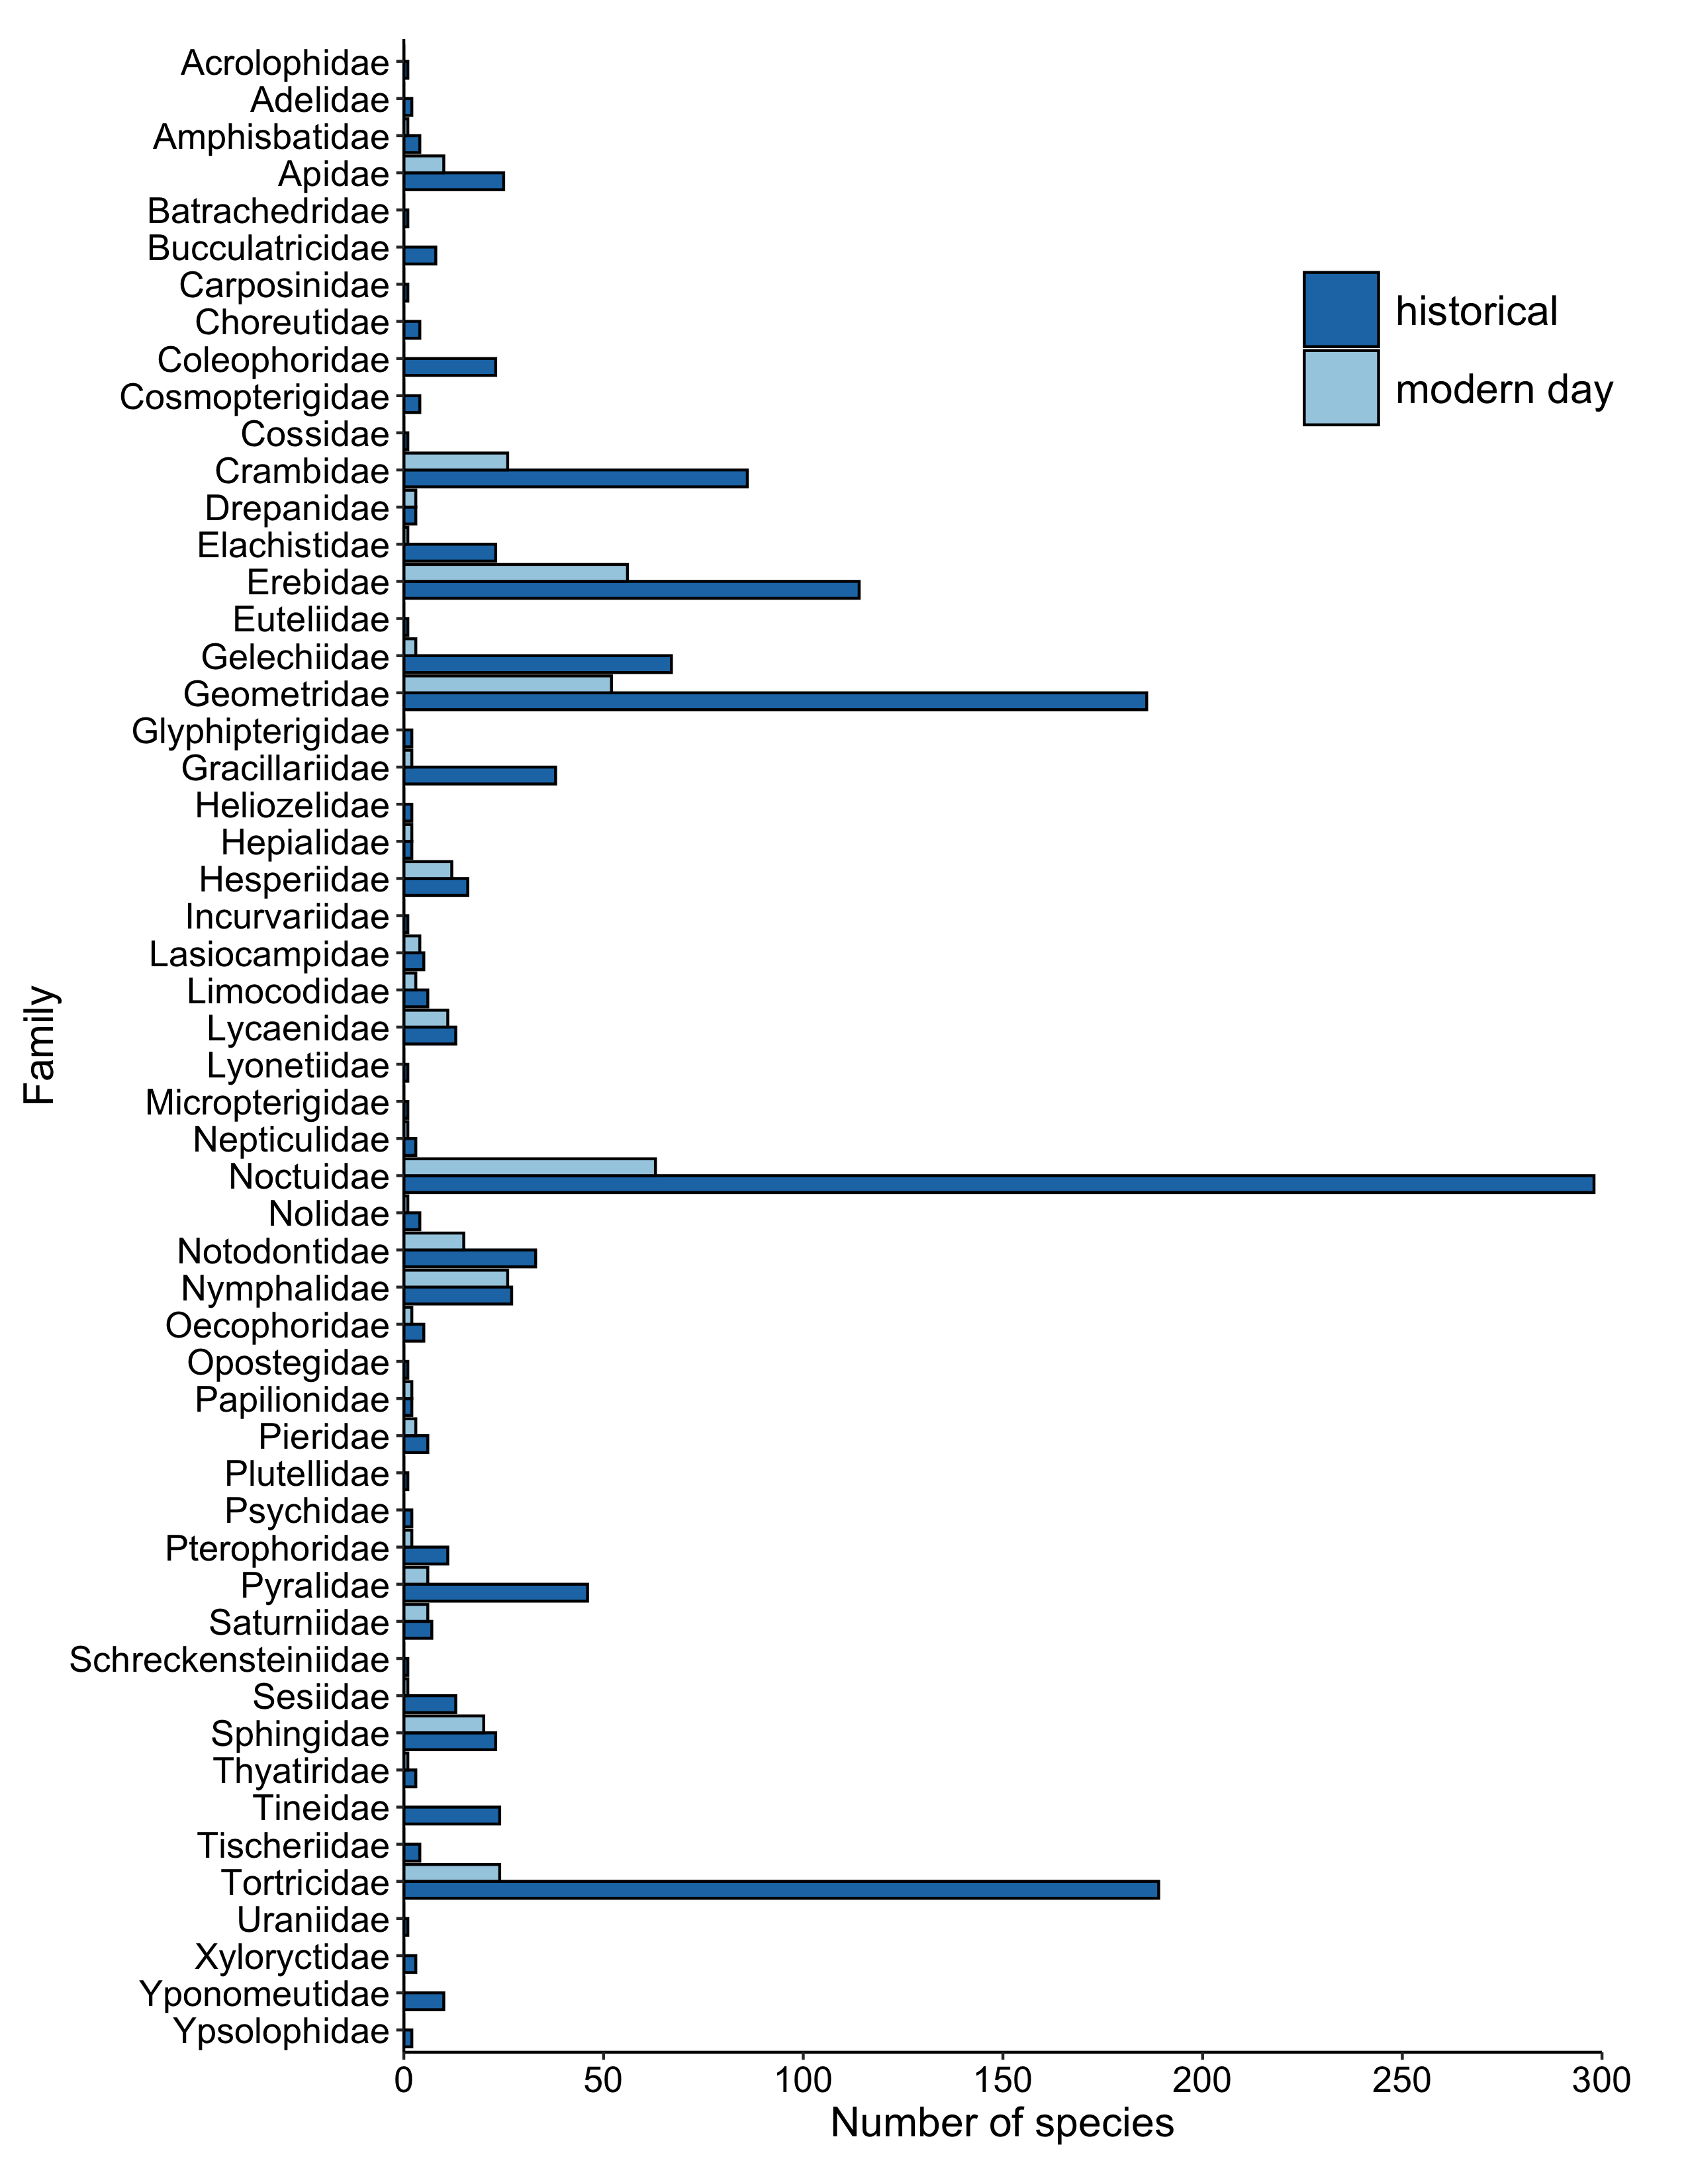 Acrolophidae
Adelidae
Amphisbatidae
Apidae
Batrachedridae
Bucculatricidae
Carposinidae
Choreutidae
Coleophoridae
Cosmopterigidae
Cossidae
Crambidae
Drepanidae
Elachistidae
Erebidae
Euteliidae
Gelechiidae
Geometridae
Glyphipterigidae
Gracillariidae
Heliozelidae
Hepialidae
Hesperiidae
Incurvariidae
Lasiocampidae
Limocodidae
Lycaenidae
Lyonetiidae
Micropterigidae
Nepticulidae
Noctuidae
Nolidae
Notodontidae
Nymphalidae
Oecophoridae
Opostegidae
Papilionidae
Pieridae
Plutellidae
Psychidae
Pterophoridae
Pyralidae
Saturniidae
Schreckensteiniidae
Sesiidae
Sphingidae
Thyatiridae
Tineidae
Tischeriidae
Tortricidae
Uraniidae
Xyloryctidae
Yponomeutidae
Ypsolophidae
Family
historical
modern day
0 50 100 150 200 250 300
Number of species